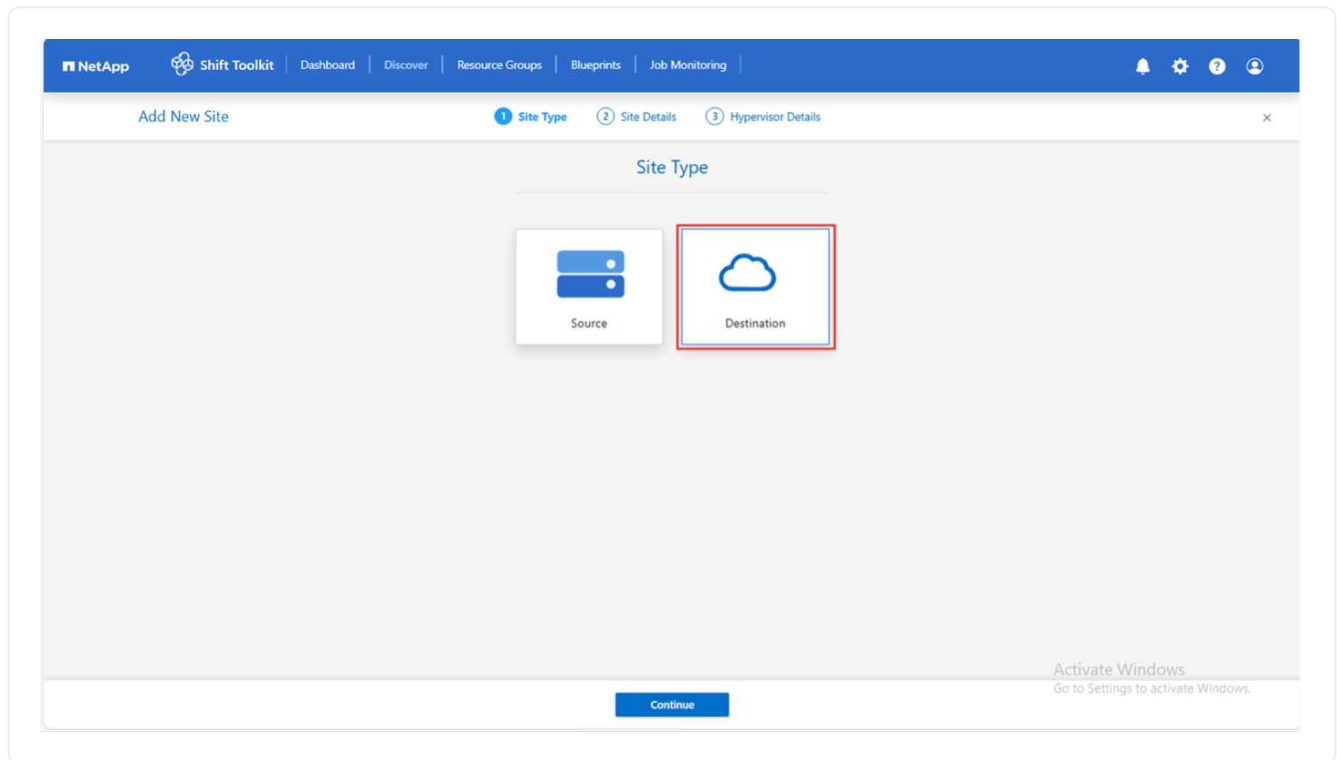 NetApp Shift Toolkit Dashboard Discover Resource Groups Blueprints Job Monitoring
Add New Site 1 Site Type 2 Site Details 3 Hypervisor Details
Site Type
Source Destination
Activate Windows
Go to Settings to activate Windows.
Continue